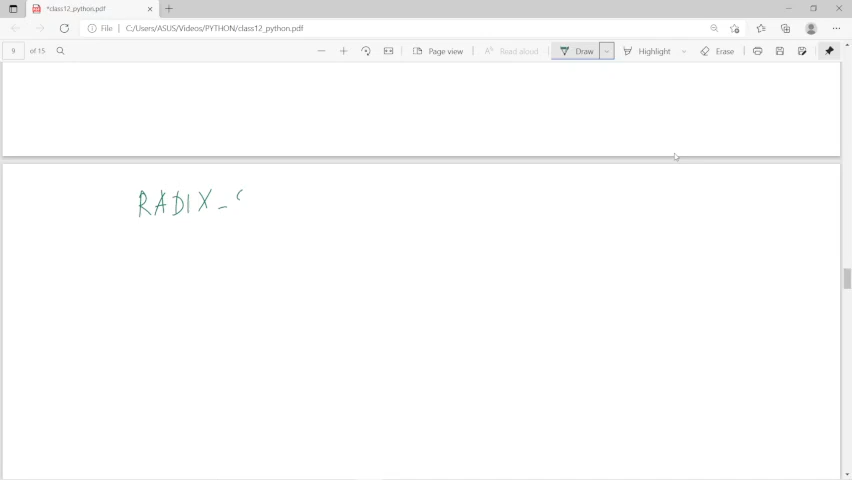 *class12_python.pdf
File C:/Users/ASUS/Videos/PYTHON/class12_python.pdf
9 of 15 Page view Read aloud Draw Highlight Erase
RADIX_